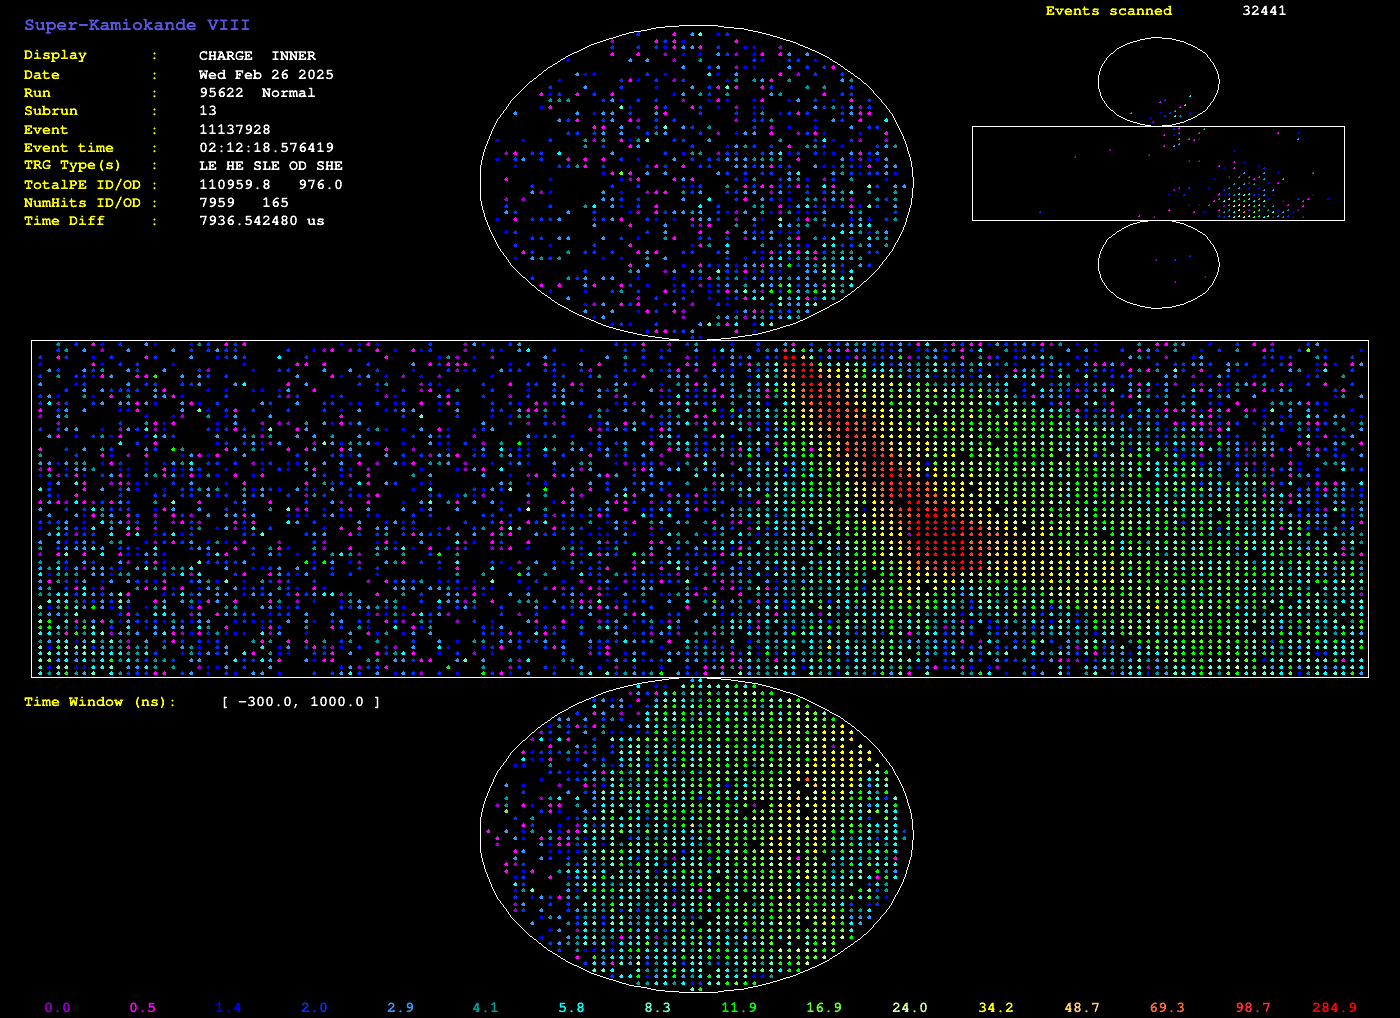 Super-Kamiokande VIII
Events scanned 32441
Display : CHARGE INNER
Date : Wed Feb 26 2025
Run : 95622 Normal
Subrun : 13
Event : 11137928
Event time : 02:12:18.576419
TRG Type(s) : LE HE SLE OD SHE
TotalPE ID/OD : 110959.8 976.0
NumHits ID/OD : 7959 165
Time Diff : 7936.542480 us
Time Window (ns): [ -300.0, 1000.0 ]
0.0 0.5 1.4 2.0 2.9 4.1 5.8 8.3 11.9 16.9 24.0 34.2 48.7 69.3 98.7 284.9